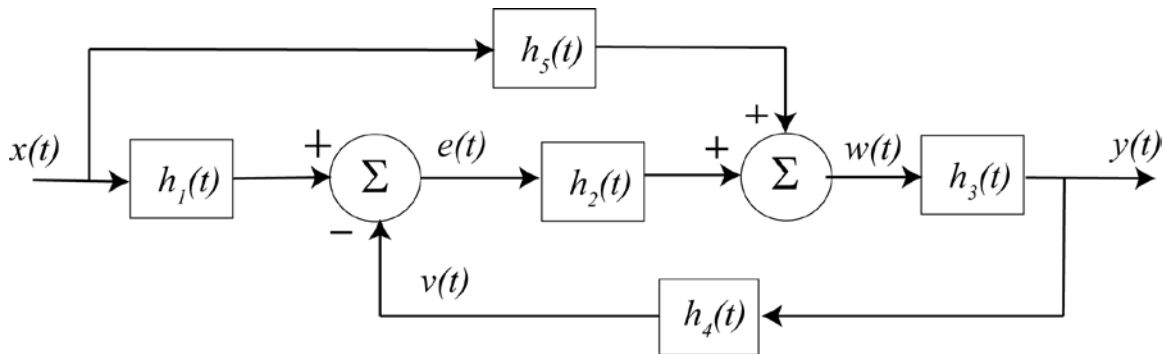 h₅(t)
+
x(t)
h₁(t)
+
Σ
−
e(t)
h₂(t)
+
Σ
w(t)
h₃(t)
y(t)
v(t)
h₄(t)